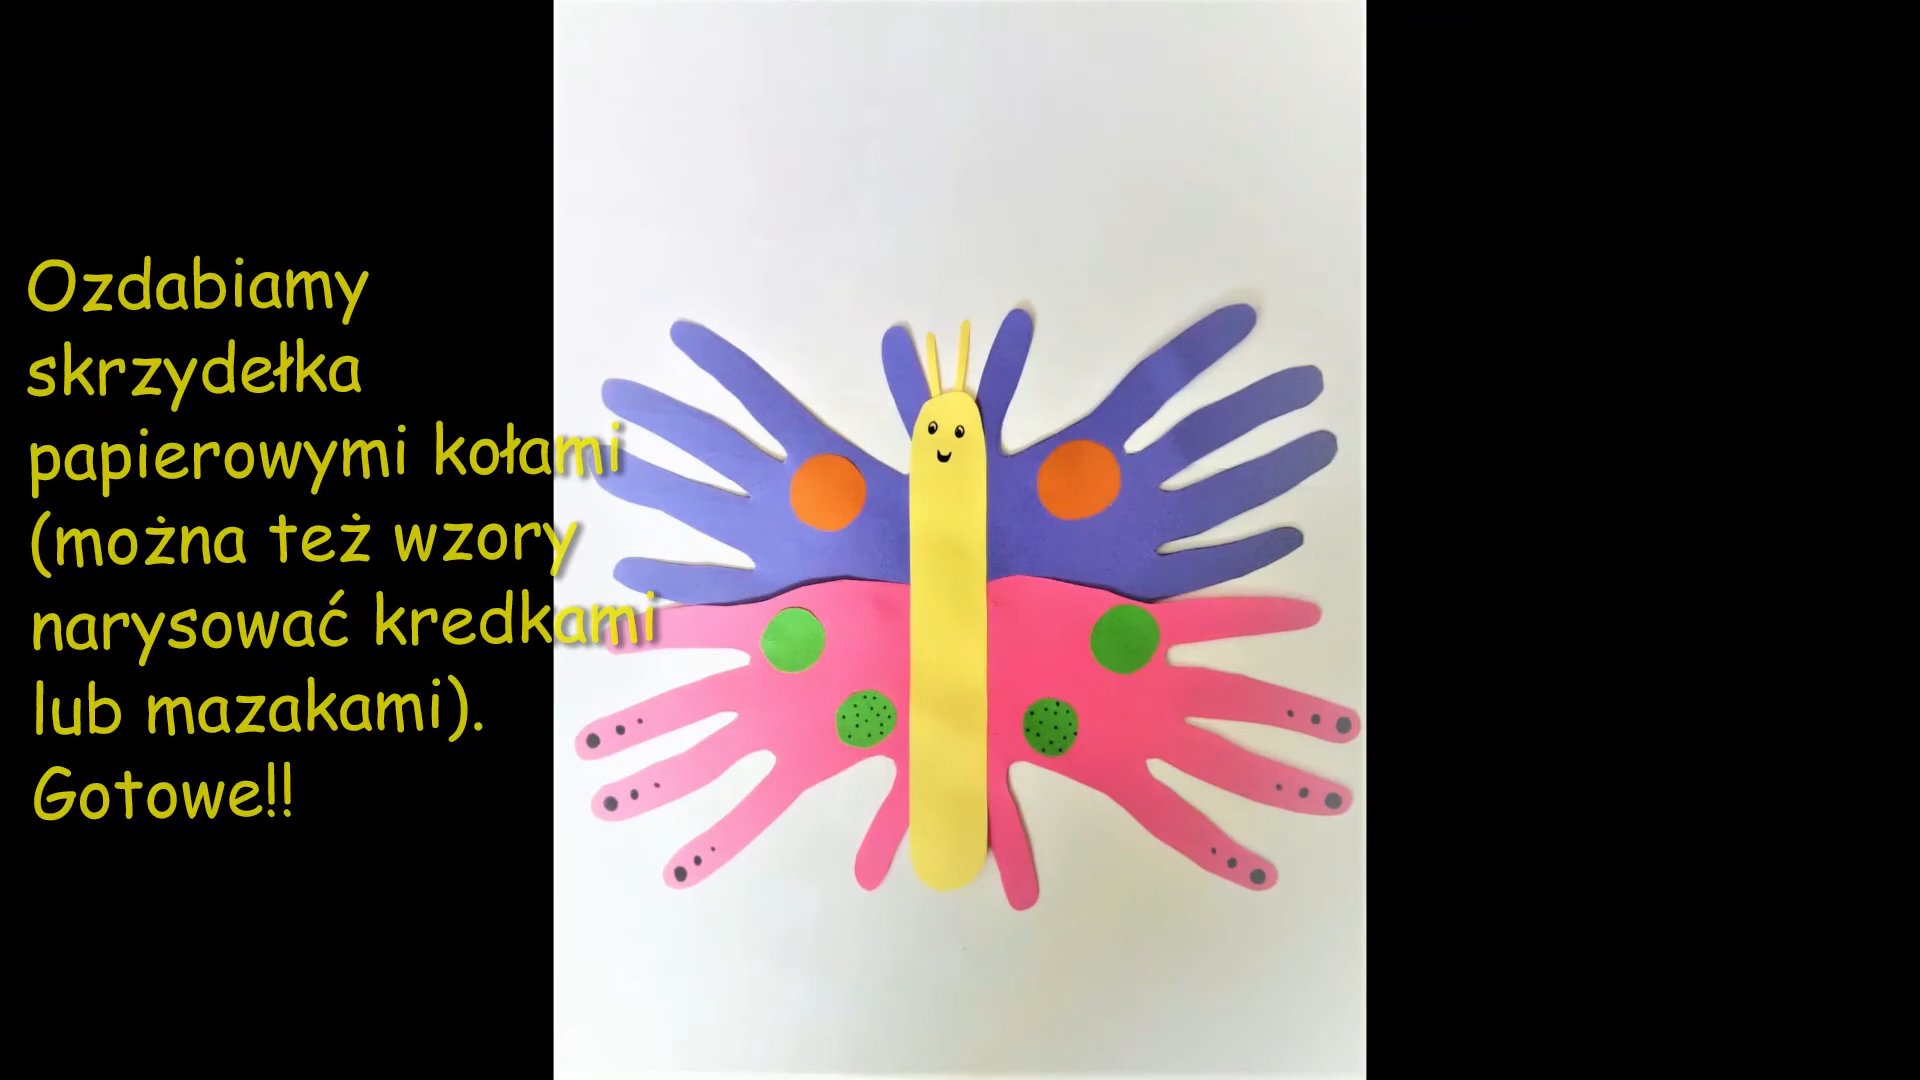 Ozdabiamy
skrzydełka
papierowymi kołami
(można też wzory
narysować kredkami
lub mazakami).
Gotowe!!